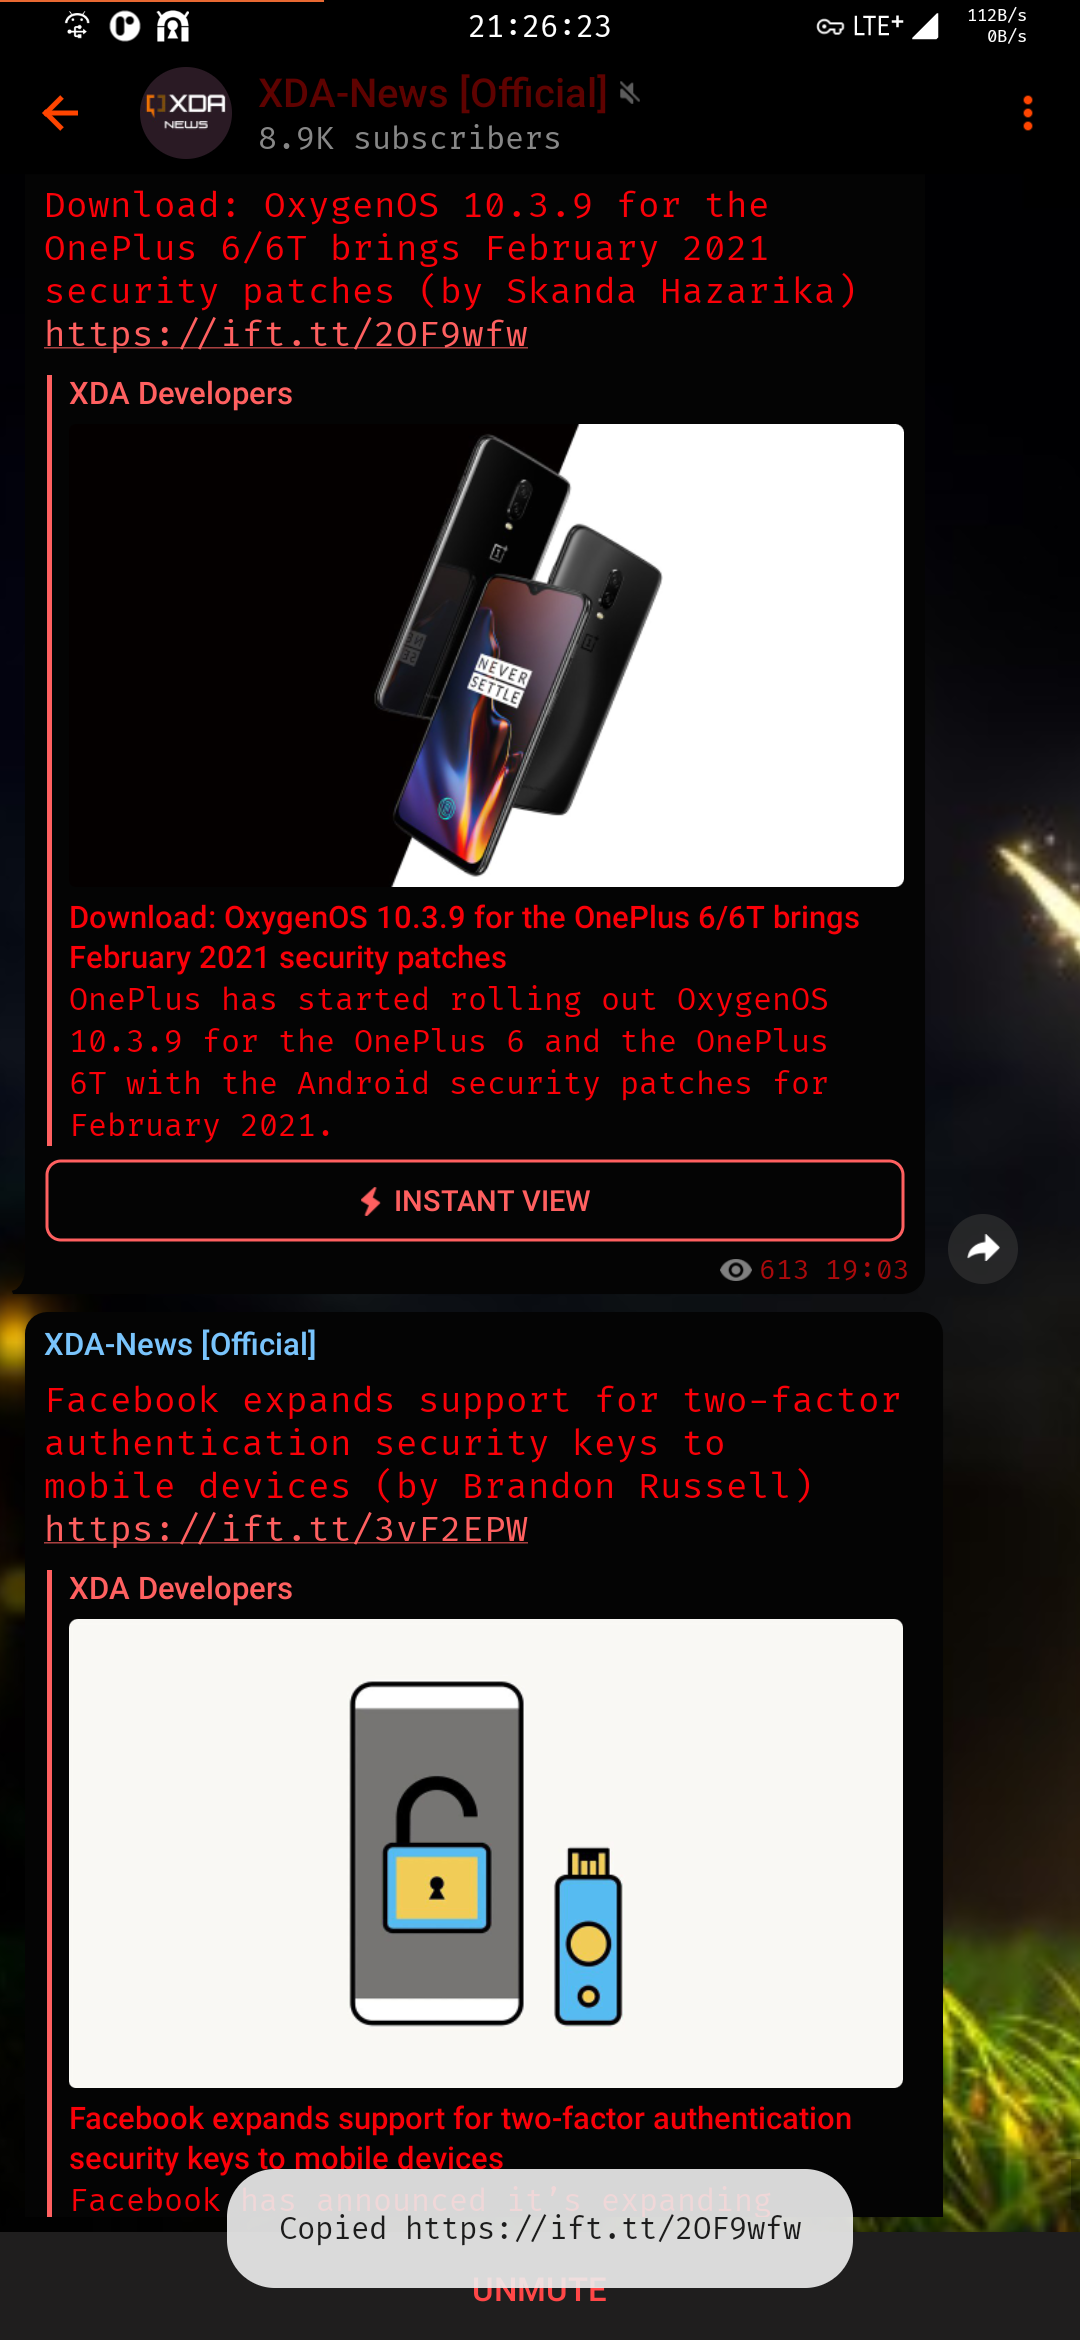 21:26:23
LTE+
112B/s
0B/s
XDA
NEWS
XDA-News [Official]
8.9K subscribers
Download: OxygenOS 10.3.9 for the
OnePlus 6/6T brings February 2021
security patches (by Skanda Hazarika)
https://ift.tt/2OF9wfw
XDA Developers
NEVER
SETTLE
Download: OxygenOS 10.3.9 for the OnePlus 6/6T brings
February 2021 security patches
OnePlus has started rolling out OxygenOS
10.3.9 for the OnePlus 6 and the OnePlus
6T with the Android security patches for
February 2021.
INSTANT VIEW
613 19:03
XDA-News [Official]
Facebook expands support for two-factor
authentication security keys to
mobile devices (by Brandon Russell)
https://ift.tt/3vF2EPW
XDA Developers
Facebook expands support for two-factor authentication
security keys to mobile devices
Facebook has announced it's expanding
Copied https://ift.tt/2OF9wfw
UNMUTE